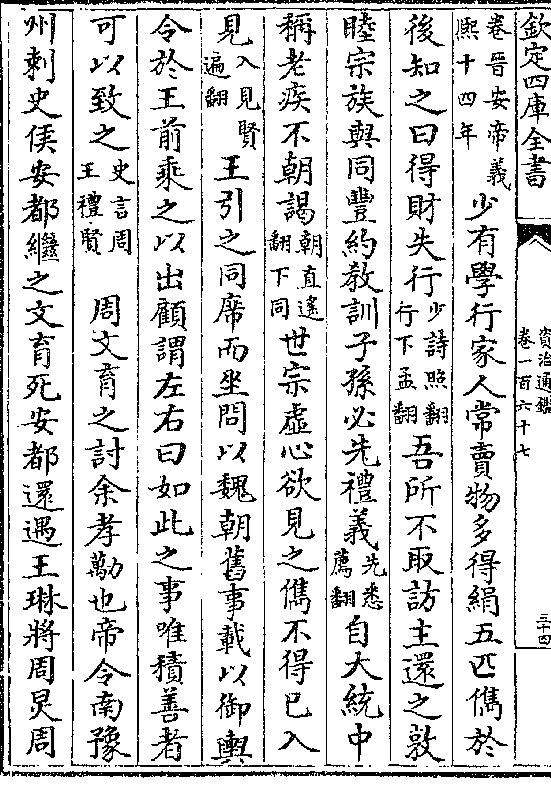 欽定四庫全書
資治通鑑
卷一百六十七
三十四
卷晉安帝義
熙十四年
少有學行家人常賣物多得絹五匹儁於
後知之曰得財失行
少詩照翻
行下孟翻
吾所不取訪主還之敦
睦宗族與同豐約敎訓子孫必先禮義
先悉
薦翻
自大統中
稱老疾不朝謁
朝直遙
翻下同
世宗虛心欲見之儁不得已入
見
入見賢
遍翻
王引之同席而坐問以魏朝舊事載以御輿
令於王前乘之以出顧謂左右曰如此之事唯積善者
可以致之
史言周
王禮賢
周文育之討余孝勱也帝令南豫
州刺史侯安都繼之文育死安都還遇王琳將周炅周